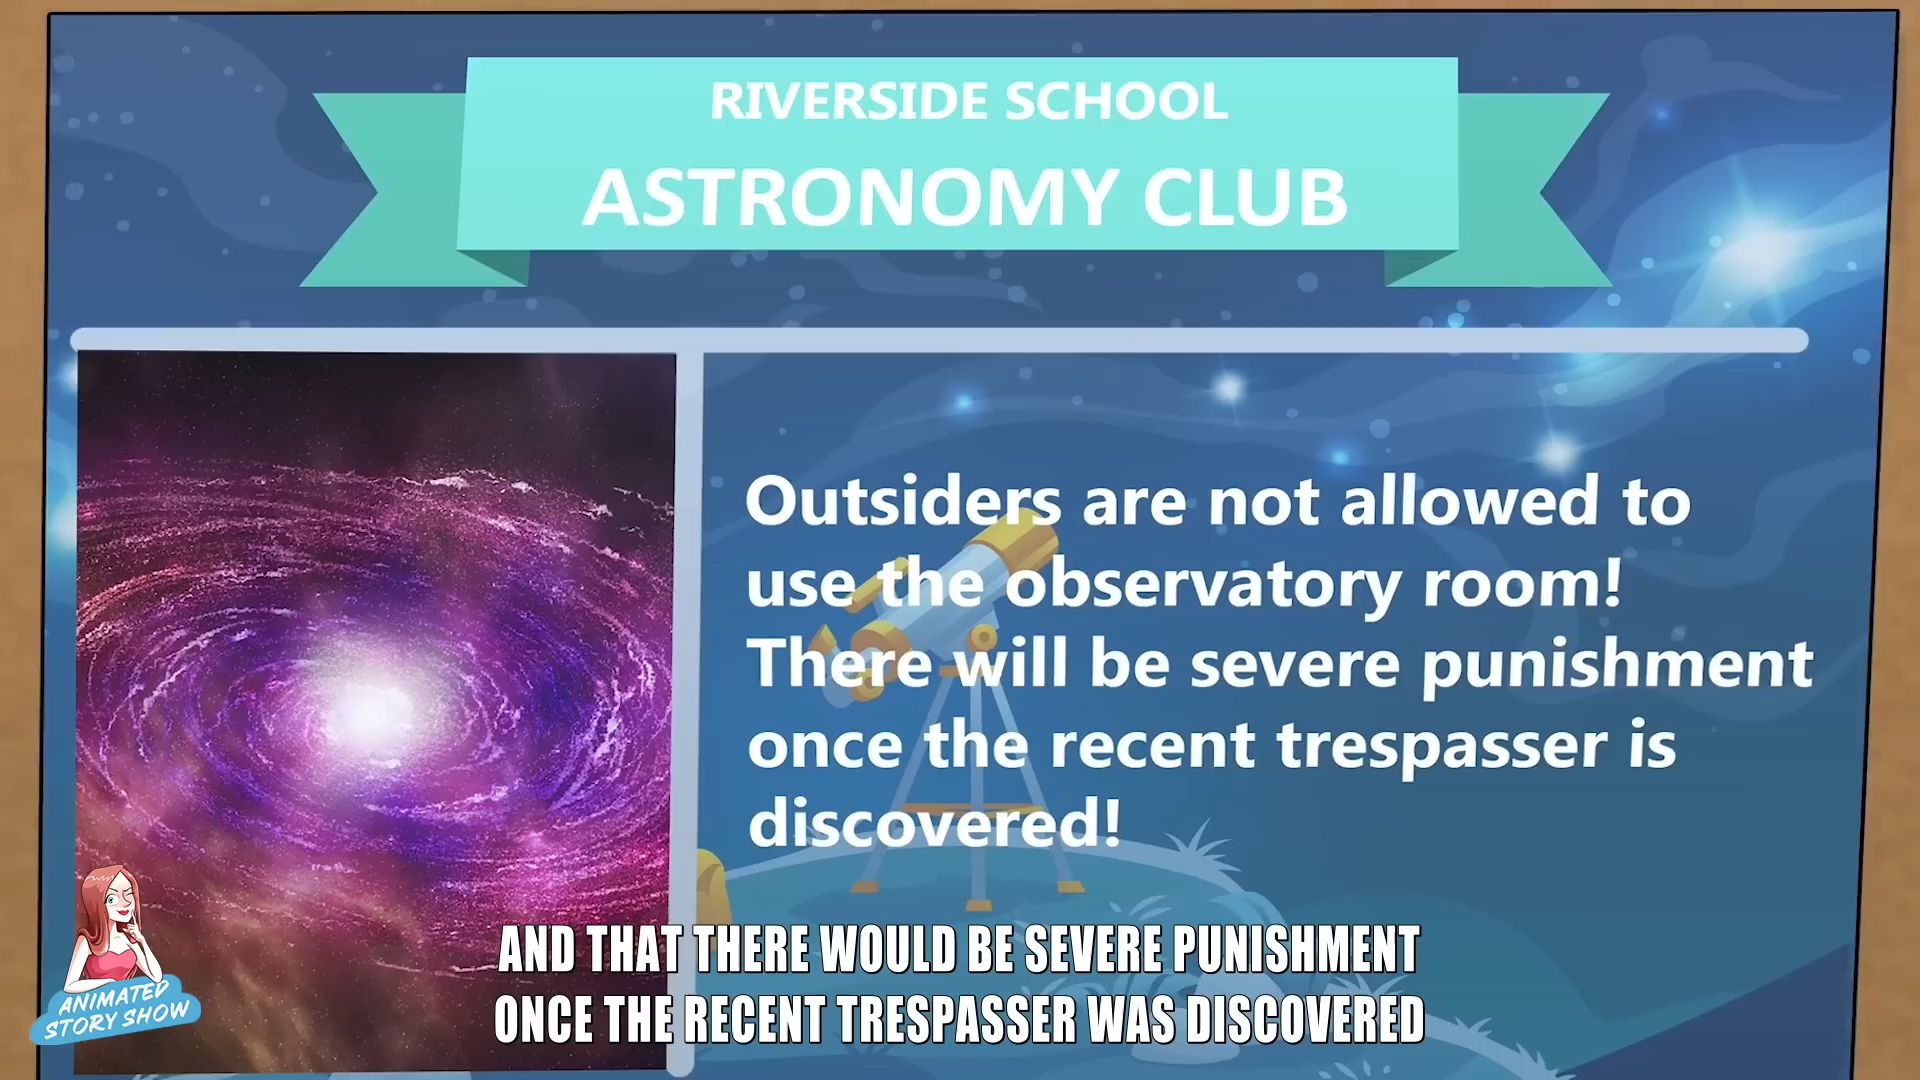 RIVERSIDE SCHOOL
ASTRONOMY CLUB
Outsiders are not allowed to
use the observatory room!
There will be severe punishment
once the recent trespasser is
discovered!
AND THAT THERE WOULD BE SEVERE PUNISHMENT
ONCE THE RECENT TRESPASSER WAS DISCOVERED
ANIMATED
STORY SHOW